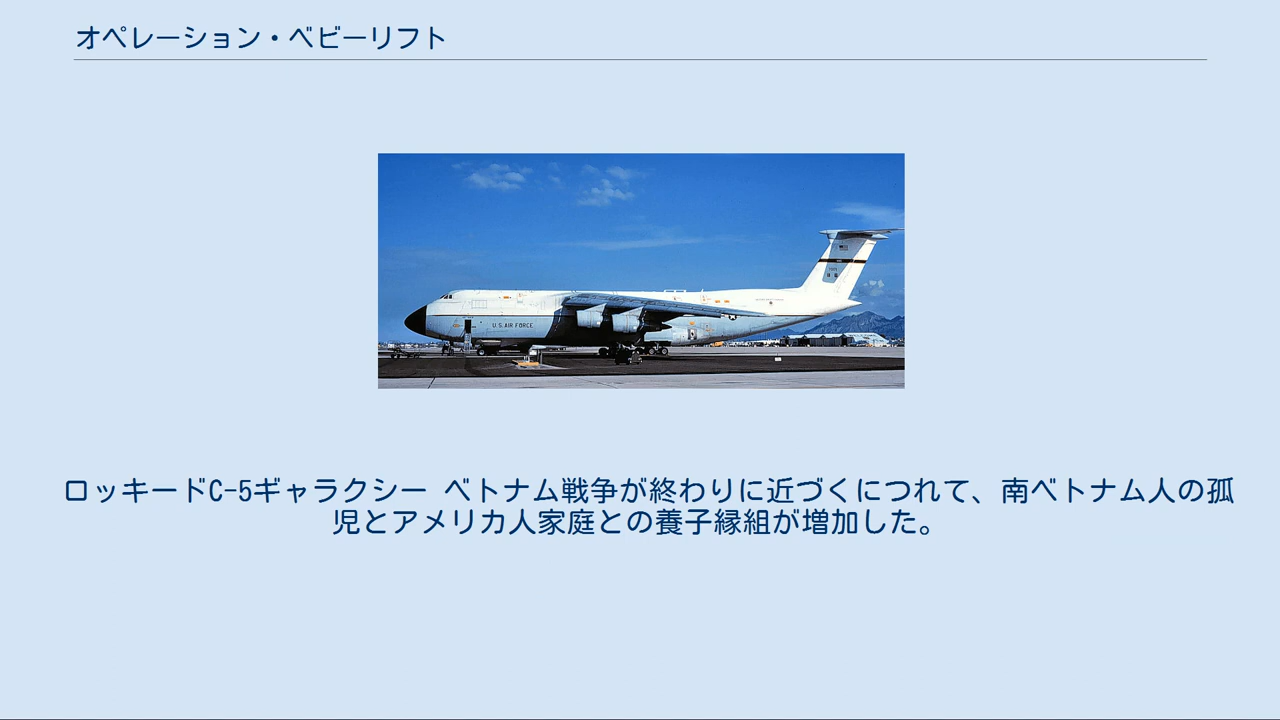 オペレーション・ベビーリフト
U.S. AIR FORCE
ロッキードC-5ギャラクシー ベトナム戦争が終わりに近づくにつれて、南ベトナム人の孤
児とアメリカ人家庭との養子縁組が増加した。